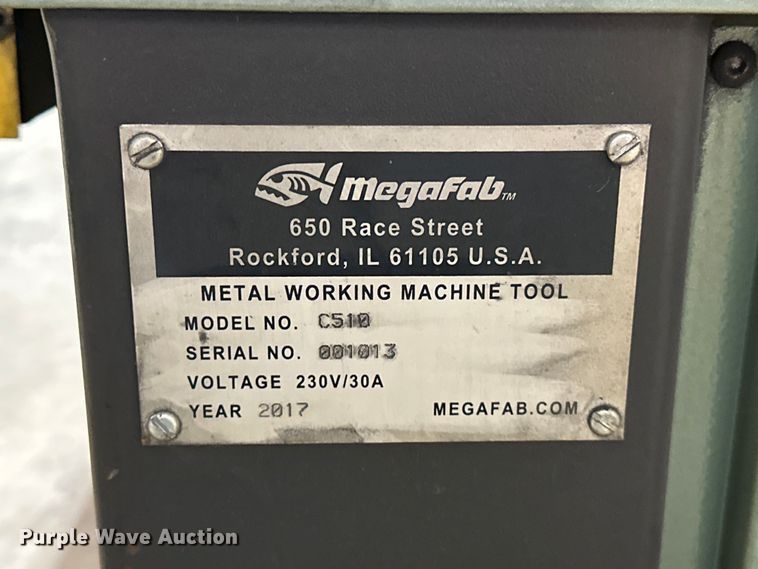 megafab™
650 Race Street
Rockford, IL 61105 U.S.A.
METAL WORKING MACHINE TOOL
MODEL NO. C510
SERIAL NO. 001013
VOLTAGE 230V/30A
YEAR 2017 MEGAFAB.COM
Purple Wave Auction